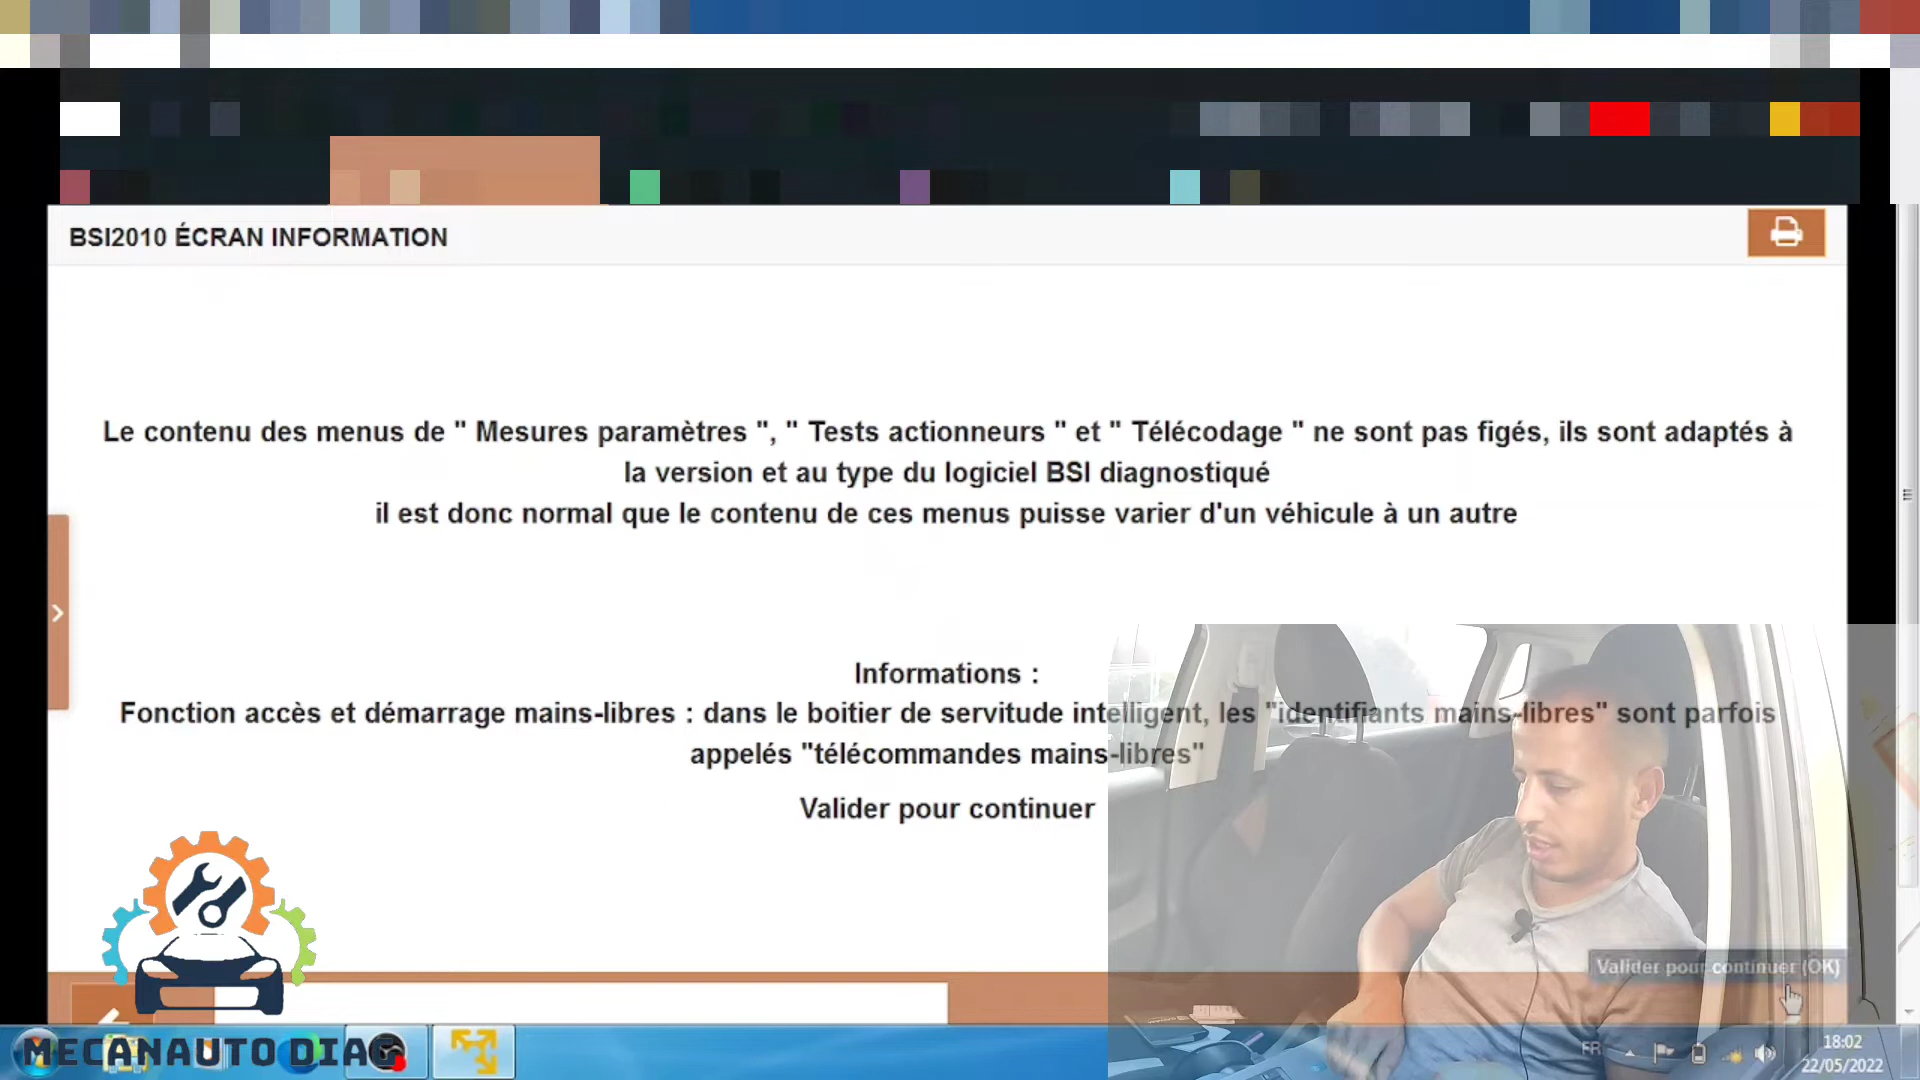 BSI2010 ÉCRAN INFORMATION
Le contenu des menus de " Mesures paramètres ", " Tests actionneurs " et " Télécodage " ne sont pas figés, ils sont adaptés à
la version et au type du logiciel BSI diagnostiqué
il est donc normal que le contenu de ces menus puisse varier d'un véhicule à un autre
Informations :
Fonction accès et démarrage mains-libres : dans le boitier de servitude intelligent, les "identifiants mains-libres" sont parfois
appelés "télécommandes mains-libres"
Valider pour continuer
Valider pour continuer (OK)
MECANAUTO DIAG
FR
18:02
22/05/2022